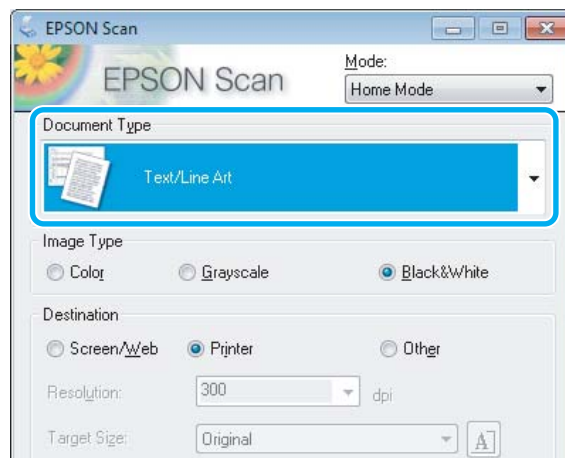 EPSON Scan
EPSON Scan
Mode:
Home Mode
Document Type
Text/Line Art
Image Type
Color Grayscale Black&White
Destination
Screen/Web Printer Other
Resolution: 300 dpi
Target Size: Original A